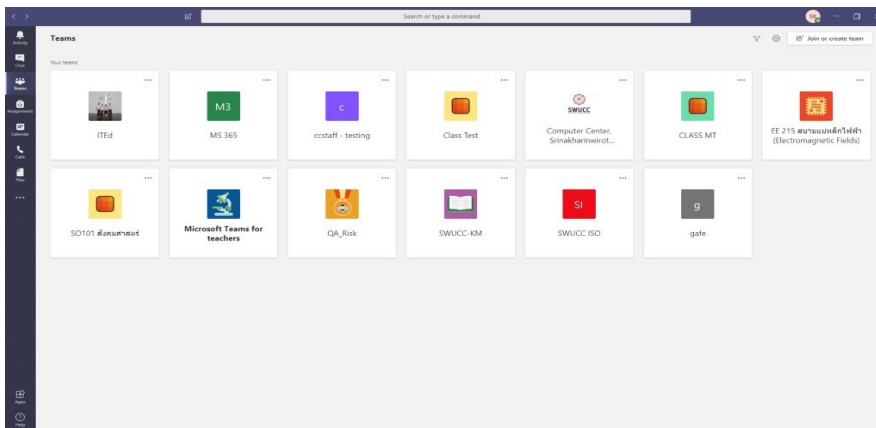 Search or type a command
SK
Activity
Chat
Teams
Assignments
Calendar
Calls
Files
Teams
Join or create team
Your teams
ITEd
M3
MS 365
c
ccstaff - testing
Class Test
SWUCC
Computer Center,
Srinakharinwirot...
CLASS MT
EE 215 สนามแม่เหล็กไฟฟ้า
(Electromagnetic Fields)
SO101 สังคมศาสตร์
Microsoft Teams for
teachers
QA_Risk
SWUCC-KM
SI
SWUCC ISO
g
gafe
Apps
Help